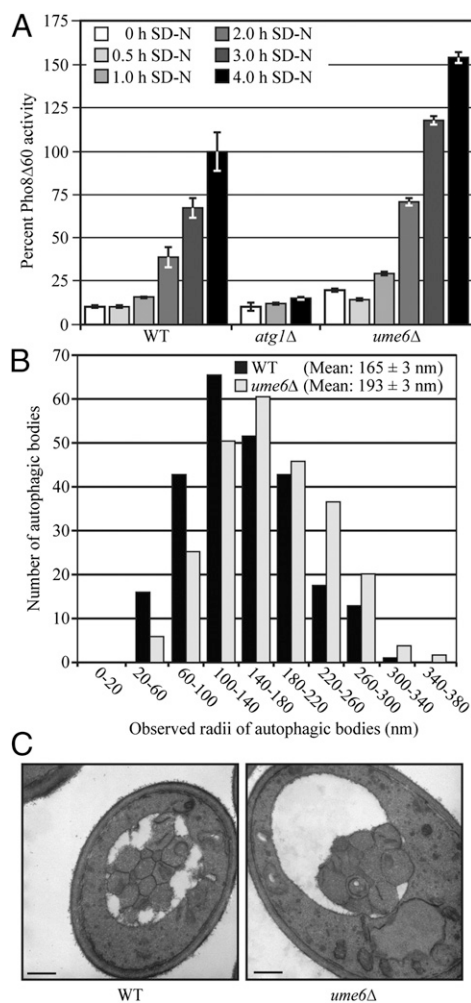 A
0 h SD-N
2.0 h SD-N
0.5 h SD-N
3.0 h SD-N
1.0 h SD-N
4.0 h SD-N
Percent Pho8Δ60 activity
175
150
125
100
75
50
25
0
WT
atg1Δ
ume6Δ
B
WT (Mean: 165 ± 3 nm)
ume6Δ (Mean: 193 ± 3 nm)
Number of autophagic bodies
70
60
50
40
30
20
10
0
0-20
20-60
60-100
100-140
140-180
180-220
220-260
260-300
300-340
340-380
Observed radii of autophagic bodies (nm)
C
WT
ume6Δ